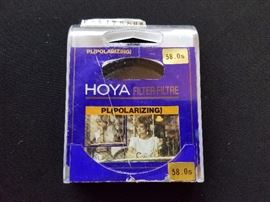 PL(POLARIZING)
58.0s
HOYA FILTER-FILTRE
PL(POLARIZING)
58.0s